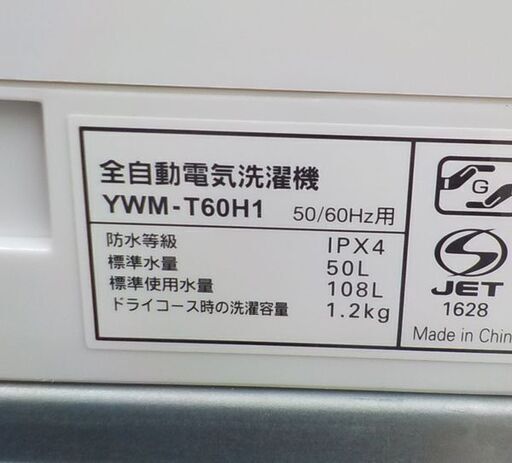 全自動電気洗濯機
YWM-T60H1 50/60Hz用
防水等級 IPX4
標準水量 50L
標準使用水量 108L
ドライコース時の洗濯容量 1.2kg
G
JET
1628
Made in Chin